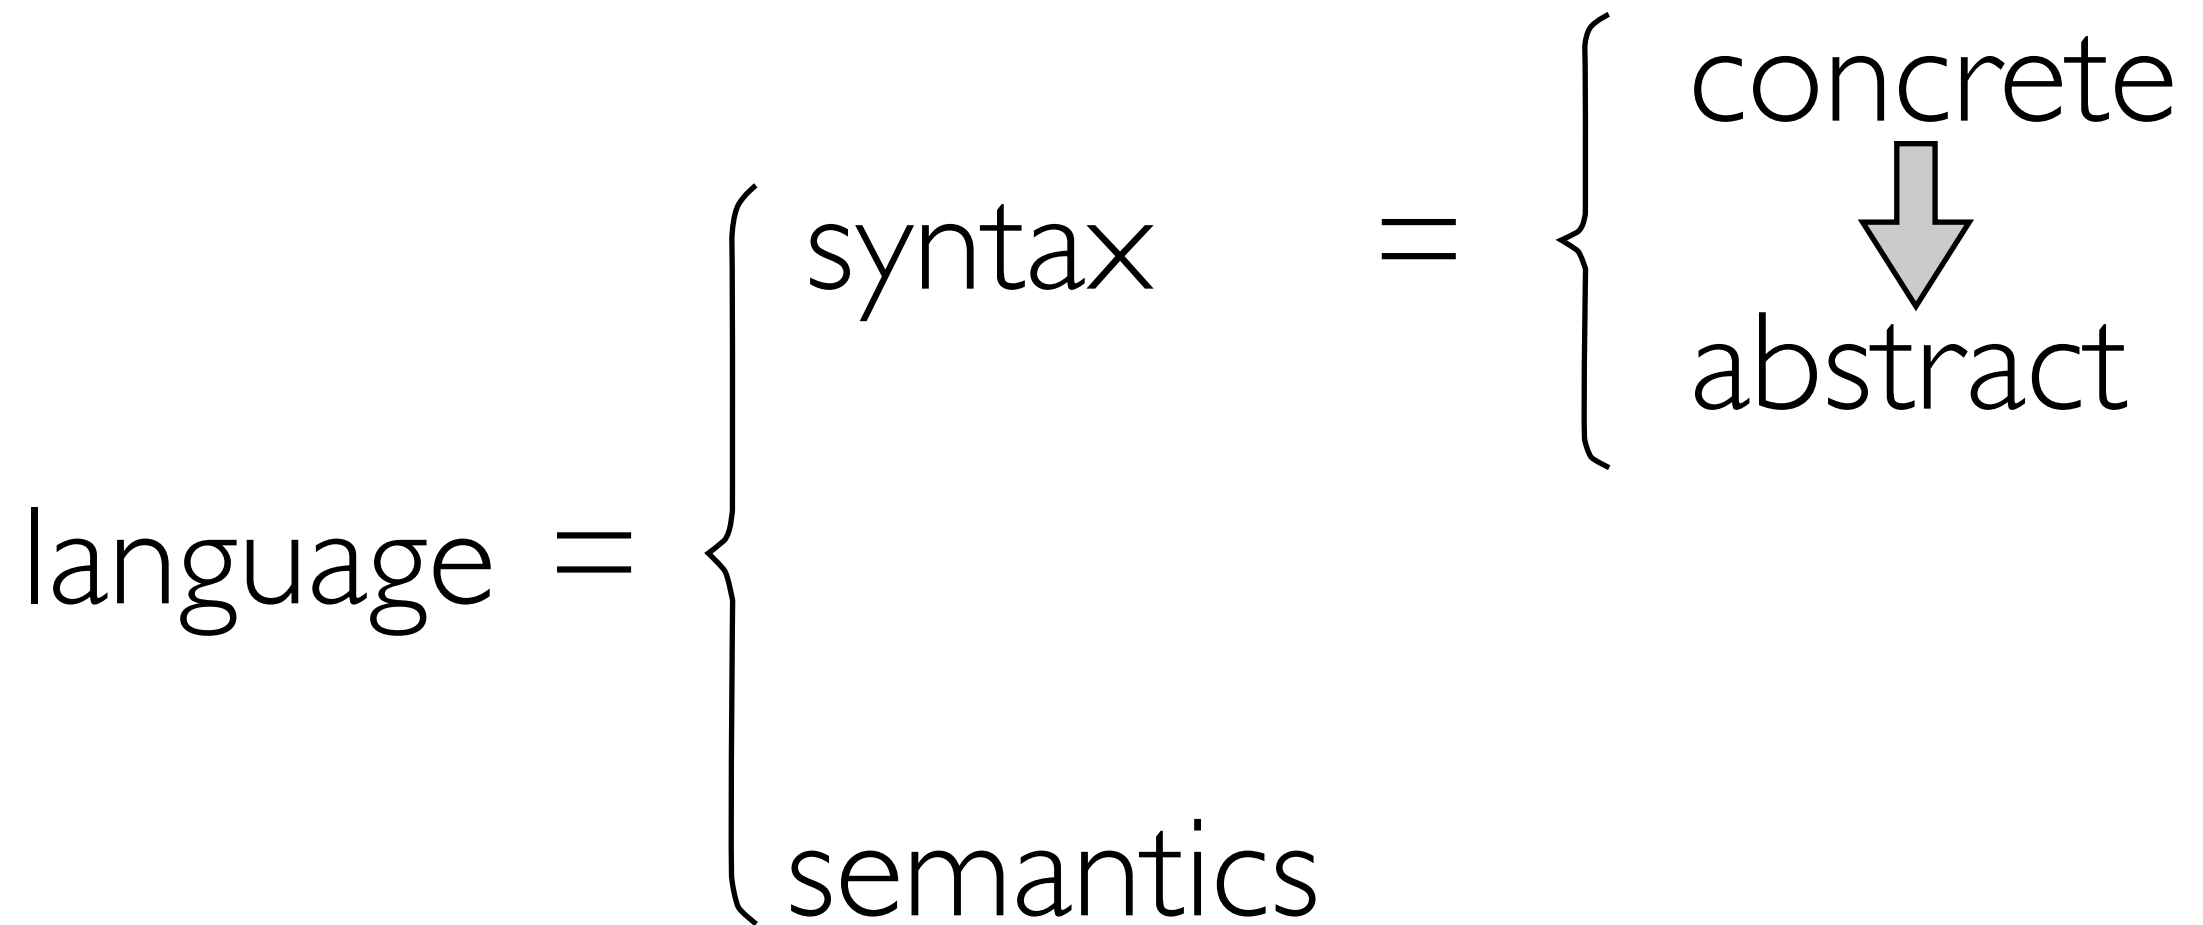 concrete
syntax =
abstract
language =
semantics